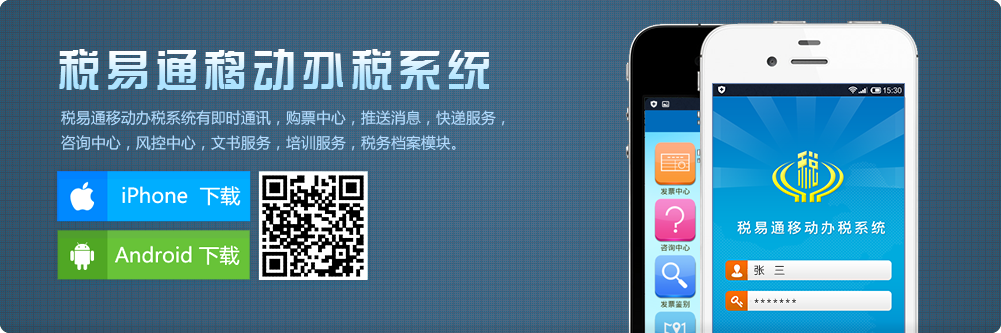 税易通移动办税系统
税易通移动办税系统有即时通讯，购票中心，推送消息，快递服务，
咨询中心，风控中心，文书服务，培训服务，税务档案模块。
iPhone 下载
Android 下载
发票中心
咨询中心
发票鉴别
15:30
税
税易通移动办税系统
张 三
*******